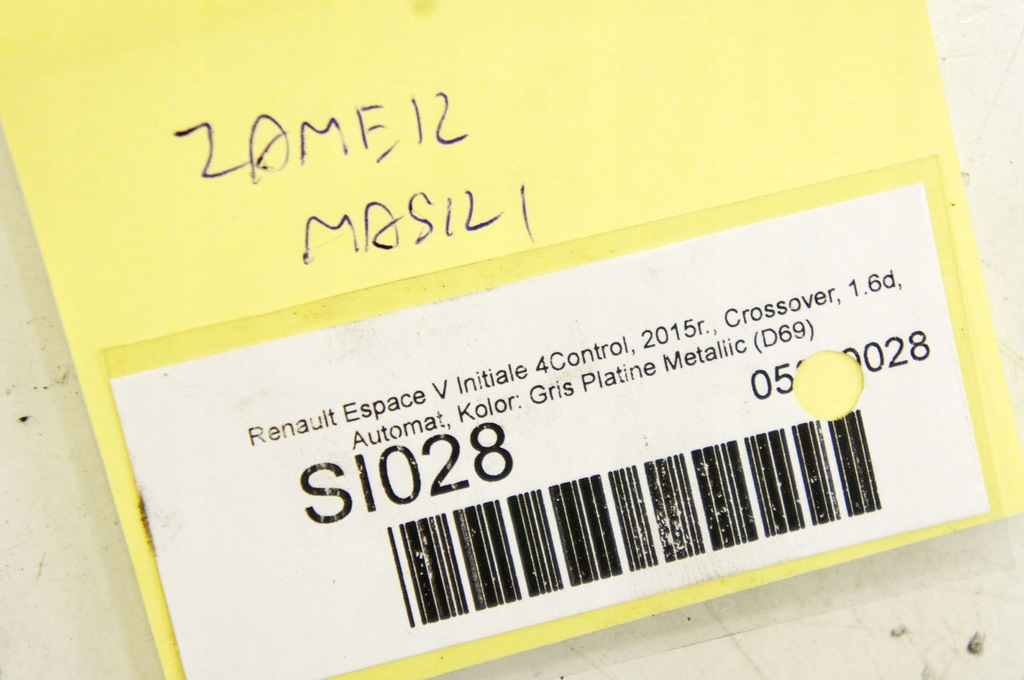 ZAMEK
MASKI
Renault Espace V Initiale 4Control, 2015r., Crossover, 1.6d,
Automat, Kolor: Gris Platine Metaliic (D69)
SI028